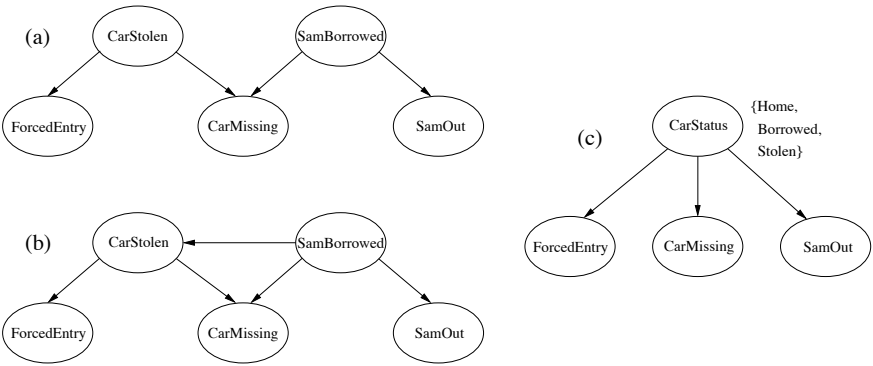 (a)
CarStolen
SamBorrowed
ForcedEntry
CarMissing
SamOut
(b)
CarStolen
SamBorrowed
ForcedEntry
CarMissing
SamOut
(c)
CarStatus
{Home,
Borrowed,
Stolen}
ForcedEntry
CarMissing
SamOut